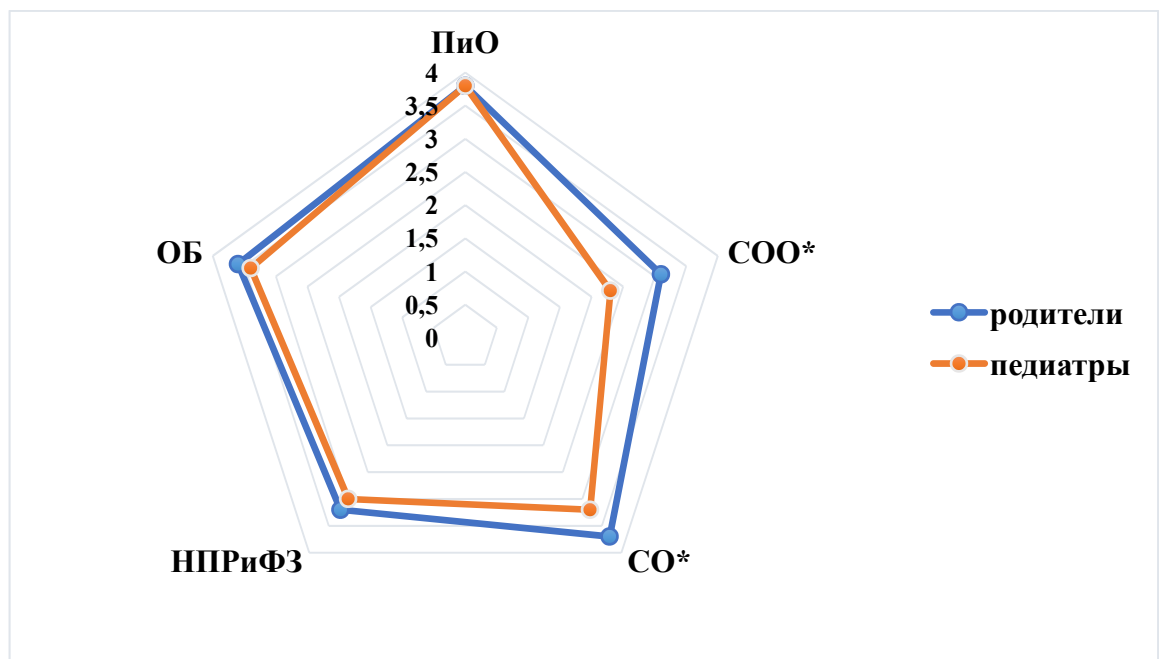 ПиО
4
3,5
3
2,5
2
1,5
1
0,5
0
СОО*
СО*
НПРиФЗ
ОБ
родители
педиатры